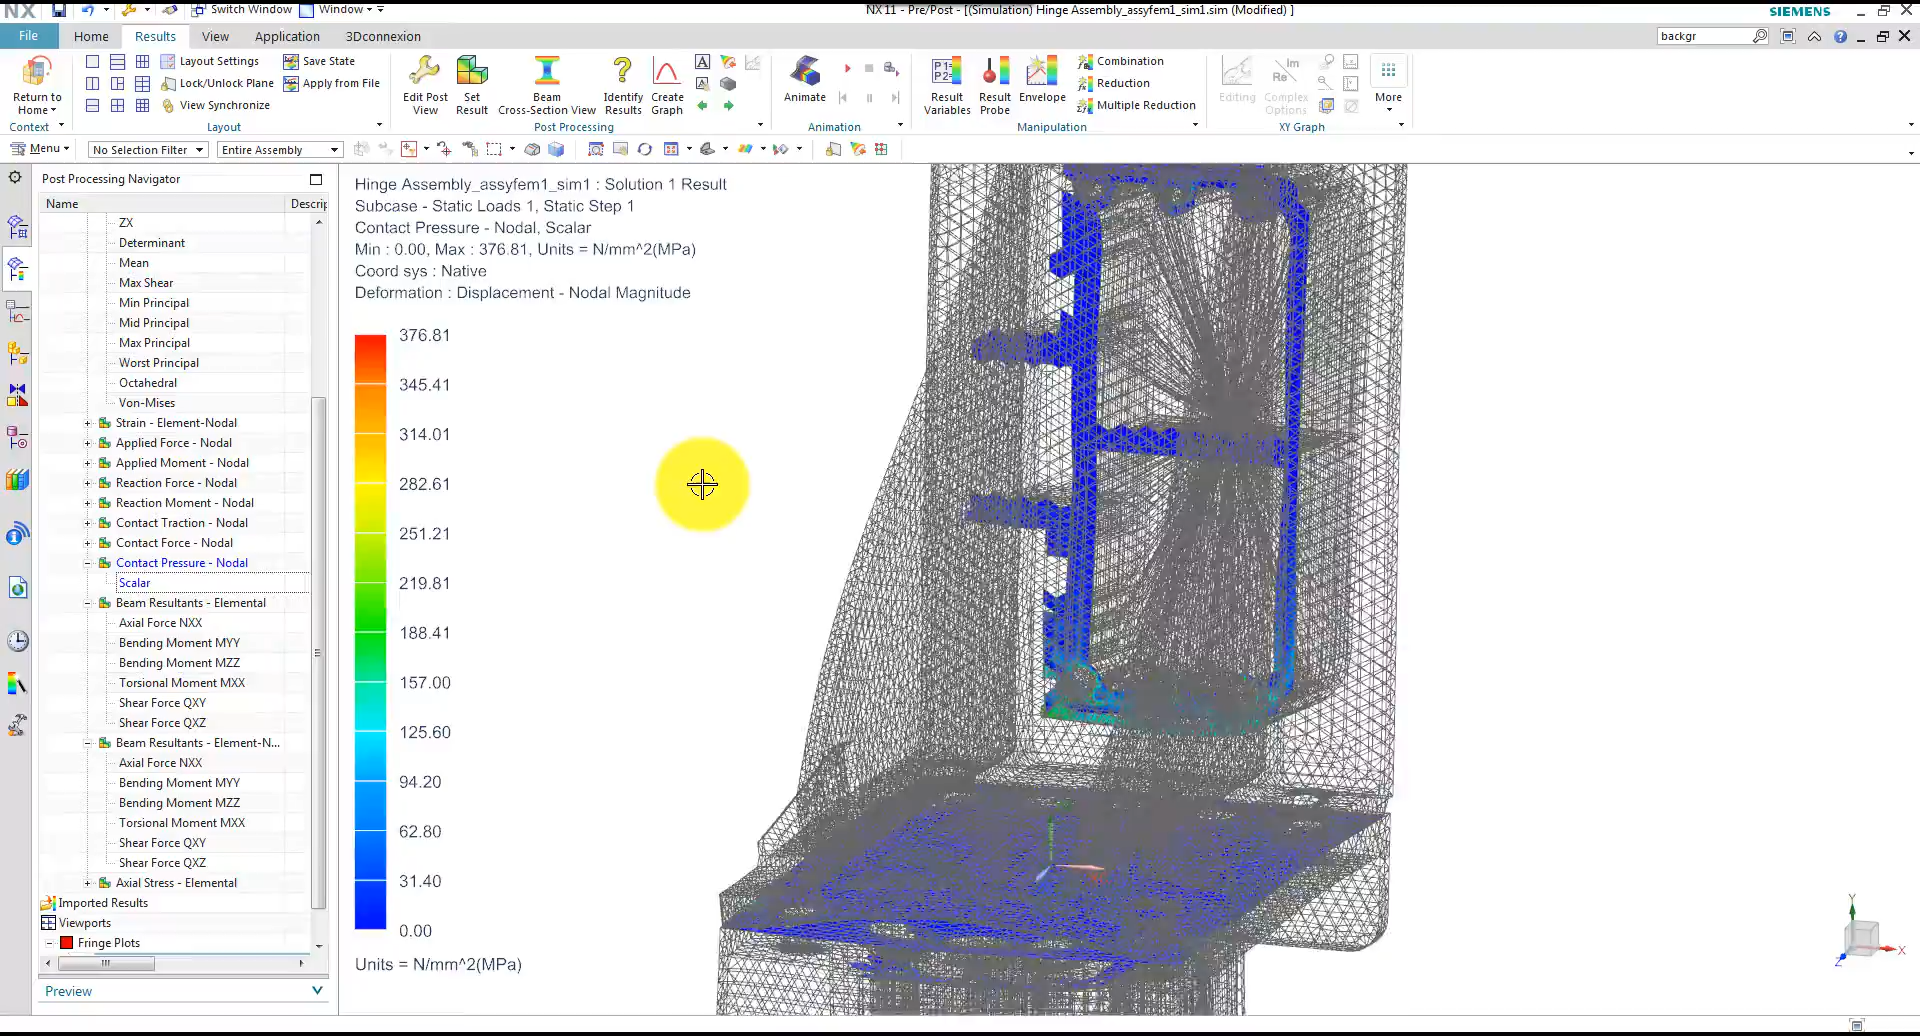 NX
Switch Window
Window
NX 11 - Pre/Post - [(Simulation) Hinge Assembly_assyfem1_sim1.sim (Modified) ]
SIEMENS
File
Home
Results
View
Application
3Dconnexion
backgr
Return to Home
Context
Layout Settings
Lock/Unlock Plane
View Synchronize
Save State
Apply from File
Layout
Edit Post View
Set Result
Beam Cross-Section View
Identify Results
Create Graph
Post Processing
Animate
Animation
Result Variables
Result Probe
Envelope
Combination
Reduction
Multiple Reduction
Manipulation
Editing
Complex Options
XY Graph
More
Menu
No Selection Filter
Entire Assembly
Post Processing Navigator
Name
Descrip
ZX
Determinant
Mean
Max Shear
Min Principal
Mid Principal
Max Principal
Worst Principal
Octahedral
Von-Mises
Strain - Element-Nodal
Applied Force - Nodal
Applied Moment - Nodal
Reaction Force - Nodal
Reaction Moment - Nodal
Contact Traction - Nodal
Contact Force - Nodal
Contact Pressure - Nodal
Scalar
Beam Resultants - Elemental
Axial Force NXX
Bending Moment MYY
Bending Moment MZZ
Torsional Moment MXX
Shear Force QXY
Shear Force QXZ
Beam Resultants - Element-N...
Axial Force NXX
Bending Moment MYY
Bending Moment MZZ
Torsional Moment MXX
Shear Force QXY
Shear Force QXZ
Axial Stress - Elemental
Imported Results
Viewports
Fringe Plots
Preview
Hinge Assembly_assyfem1_sim1 : Solution 1 Result
Subcase - Static Loads 1, Static Step 1
Contact Pressure - Nodal, Scalar
Min : 0.00, Max : 376.81, Units = N/mm^2(MPa)
Coord sys : Native
Deformation : Displacement - Nodal Magnitude
376.81
345.41
314.01
282.61
251.21
219.81
188.41
157.00
125.60
94.20
62.80
31.40
0.00
Units = N/mm^2(MPa)
Y
X
Z